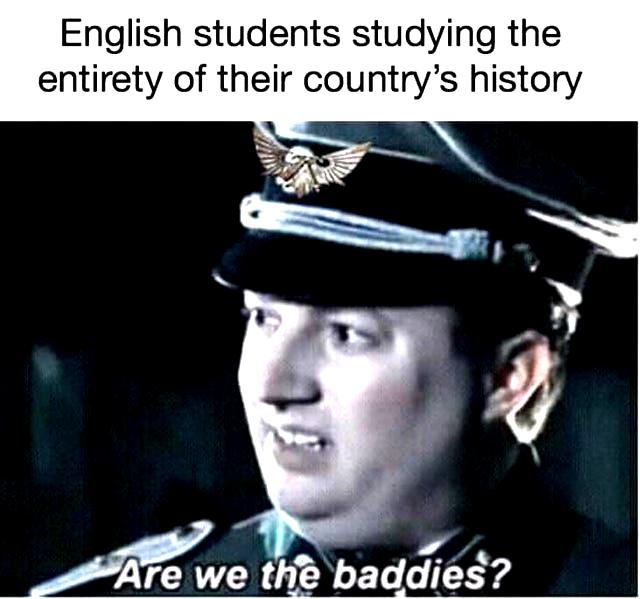 English students studying the
entirety of their country’s history
Are we the baddies?